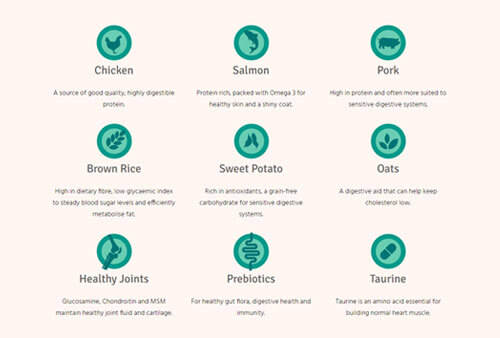 Chicken
A source of good quality, highly digestible
protein.
Salmon
Protein rich, packed with Omega 3 for
healthy skin and a shiny coat.
Pork
High in protein and often more suited to
sensitive digestive systems.
Brown Rice
High in dietary fibre, low glycaemic index
to steady blood sugar levels and efficiently
metabolise fat.
Sweet Potato
Rich in antioxidants, a grain-free
carbohydrate for sensitive digestive
systems.
Oats
A digestive aid that can help keep
cholesterol low.
Healthy Joints
Glucosamine, Chondroitin and MSM
maintain healthy joint fluid and cartilage.
Prebiotics
For healthy gut flora, digestive health and
immunity.
Taurine
Taurine is an amino acid essential for
building normal heart muscle.